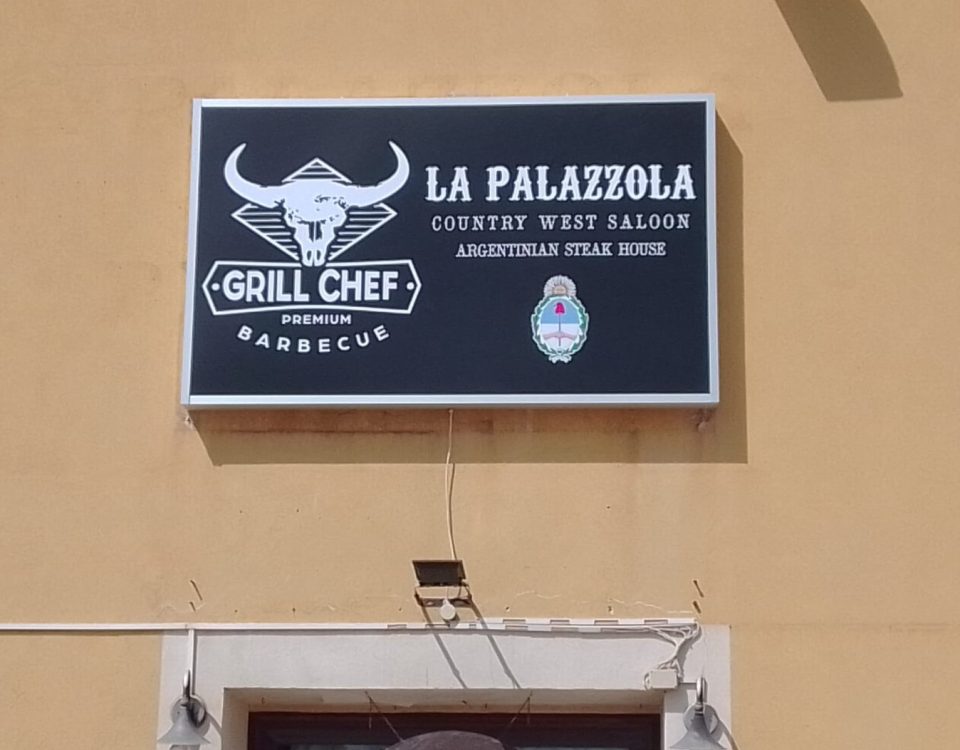 GRILL CHEF
PREMIUM
BARBECUE
LA PALAZZOLA
COUNTRY WEST SALOON
ARGENTINIAN STEAK HOUSE